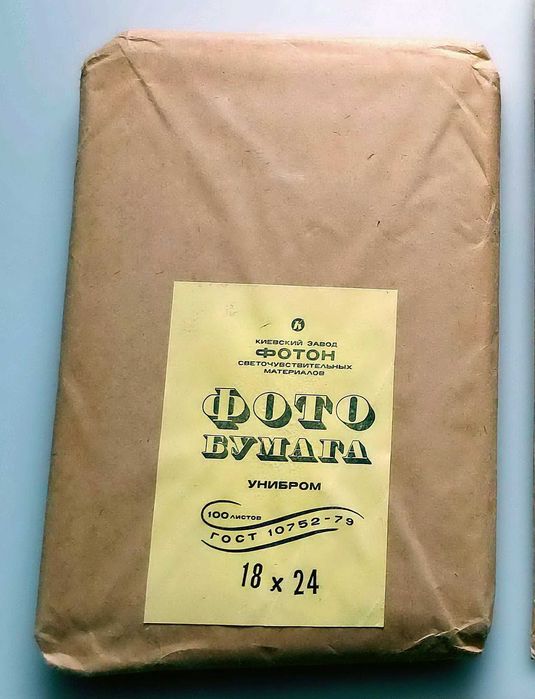 К
КИЕВСКИЙ ЗАВОД
ФОТОН
СВЕТОЧУВСТВИТЕЛЬНЫХ
МАТЕРИАЛОВ
ФОТО
БУМАГА
УНИБРОМ
100 ЛИСТОВ
ГОСТ 10752-79
18 х 24